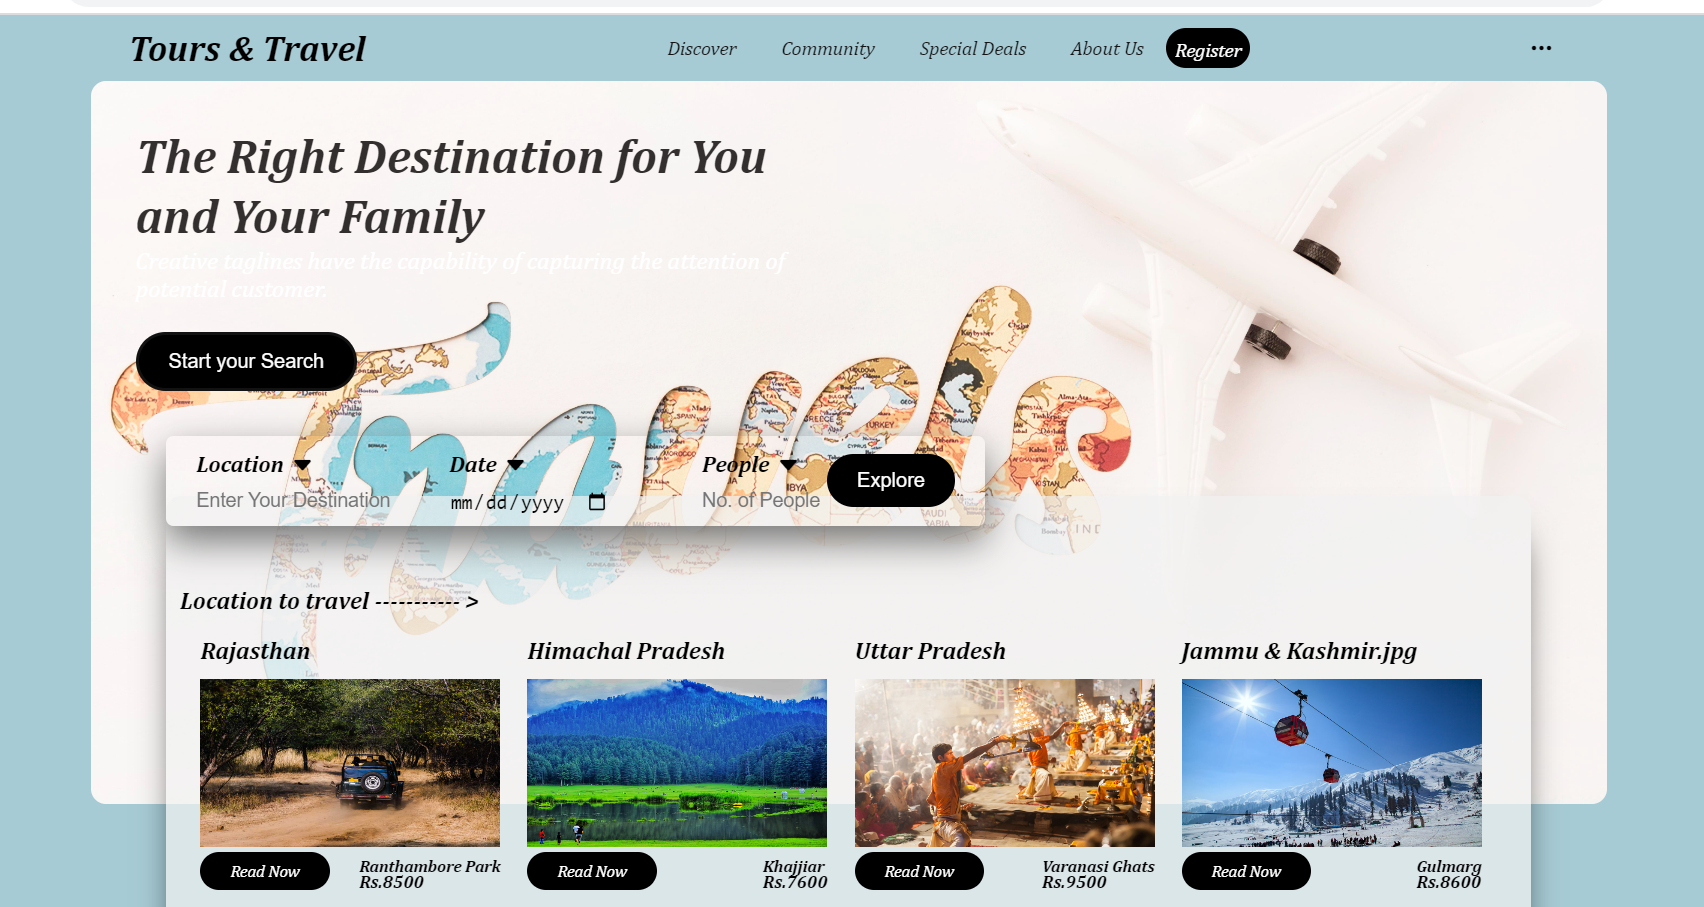 Tours & Travel
Discover Community Special Deals About Us Register
The Right Destination for You
and Your Family
Creative taglines have the capability of capturing the attention of
potential customer.
Start your Search
Travels
Location Date People
Enter Your Destination mm/dd/yyyy No. of People Explore
Location to travel ----------- >
Rajasthan Himachal Pradesh Uttar Pradesh Jammu & Kashmir.jpg
Read Now Ranthambore Park Read Now Khajjiar Read Now Varanasi Ghats Read Now Gulmarg
Rs.8500 Rs.7600 Rs.9500 Rs.8600